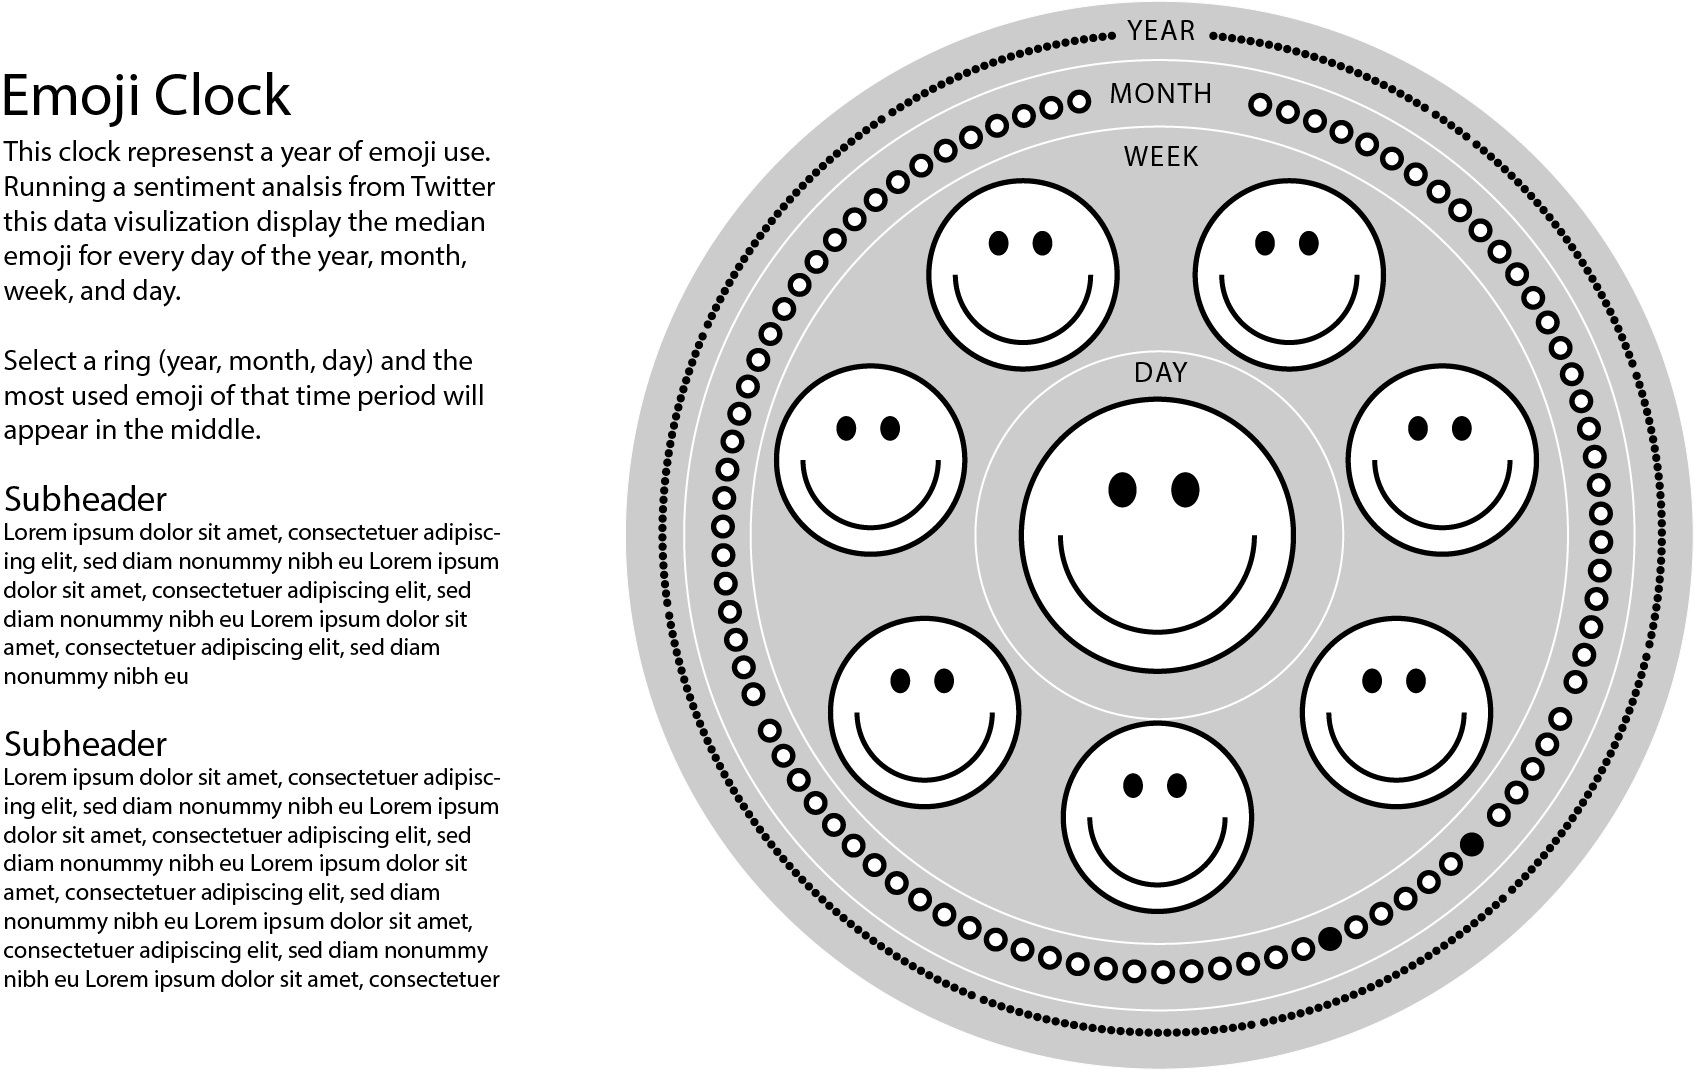 Emoji Clock
This clock represenst a year of emoji use.
Running a sentiment analsis from Twitter
this data visulization display the median
emoji for every day of the year, month,
week, and day.
Select a ring (year, month, day) and the
most used emoji of that time period will
appear in the middle.
Subheader
Lorem ipsum dolor sit amet, consectetuer adipisc-
ing elit, sed diam nonummy nibh eu Lorem ipsum
dolor sit amet, consectetuer adipiscing elit, sed
diam nonummy nibh eu Lorem ipsum dolor sit
amet, consectetuer adipiscing elit, sed diam
nonummy nibh eu
Subheader
Lorem ipsum dolor sit amet, consectetuer adipisc-
ing elit, sed diam nonummy nibh eu Lorem ipsum
dolor sit amet, consectetuer adipiscing elit, sed
diam nonummy nibh eu Lorem ipsum dolor sit
amet, consectetuer adipiscing elit, sed diam
nonummy nibh eu Lorem ipsum dolor sit amet,
consectetuer adipiscing elit, sed diam nonummy
nibh eu Lorem ipsum dolor sit amet, consectetuer
YEAR
MONTH
WEEK
DAY